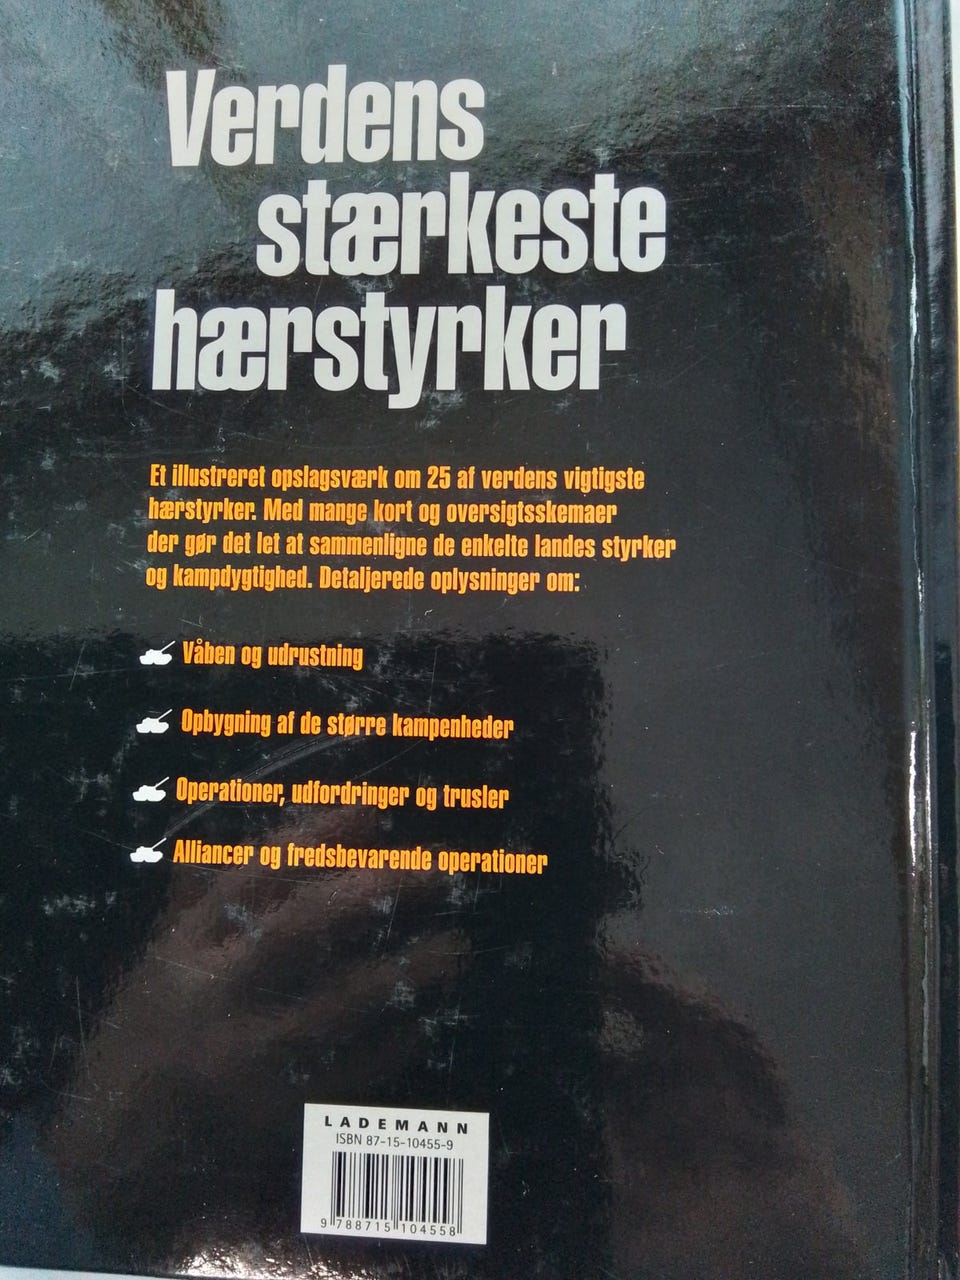 Verdens
stærkeste
hærstyrker
Et illustreret opslagsværk om 25 af verdens vigtigste
hærstyrker. Med mange kort og oversigtsskemaer
der gør det let at sammenligne de enkelte landes styrker
og kampdygtighed. Detaljerede oplysninger om:
Våben og udrustning
Opbygning af de større kampenheder
Operationer, udfordringer og trusler
Alliancer og fredsbevarende operationer
LADEMANN
ISBN 87-15-10455-9
9 788715 104558